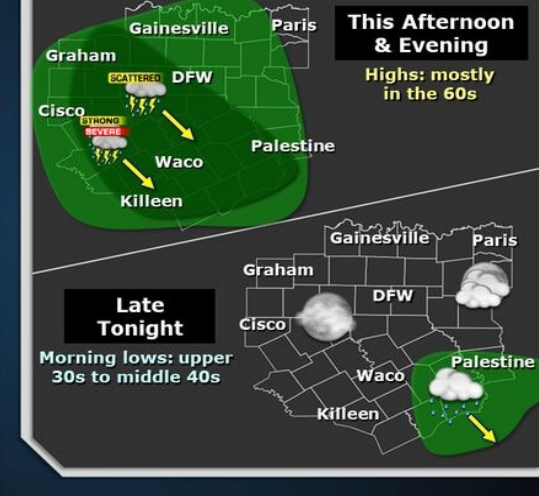 Gainesville
Paris
Graham
SCATTERED
DFW
Cisco
STRONG
SEVERE
Waco
Palestine
Killeen
This Afternoon
& Evening
Highs: mostly
in the 60s
Late
Tonight
Morning lows: upper
30s to middle 40s
Gainesville
Paris
Graham
DFW
Cisco
Palestine
Waco
Killeen